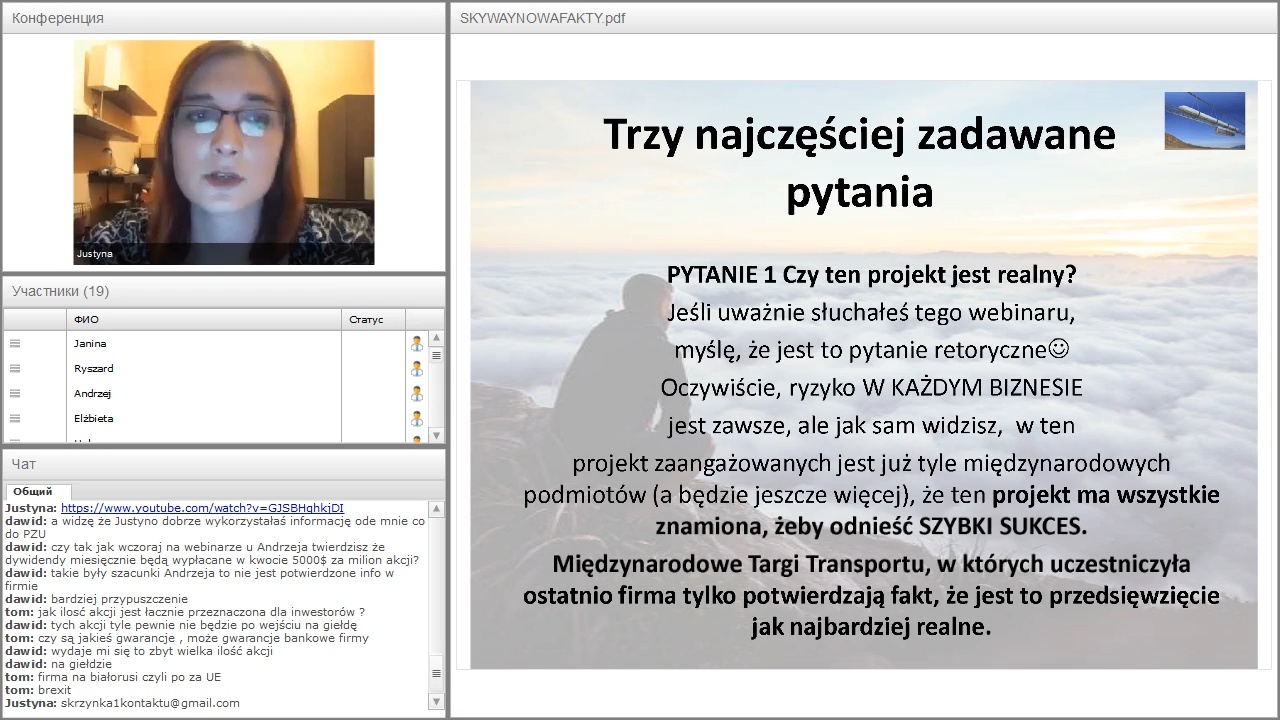 Конференция
Justyna
Участники (19)
ФИО
Статус
Janina
Ryszard
Andrzej
Elżbieta
Чат
Общий
Justyna: https://www.youtube.com/watch?v=GJSBHghkjDI
dawid: a widzę że Justyno dobrze wykorzystałaś informację ode mnie co
do PZU
dawid: czy tak jak wczoraj na webinarze u Andrzeja twierdzisz że
dywidendy miesięcznie będą wypłacane w kwocie 5000$ za milion akcji?
dawid: takie były szacunki Andrzeja to nie jest potwierdzone info w
firmie
dawid: bardziej przypuszczenie
tom: jak ilosć akcji jest łacznie przeznaczona dla inwestorów ?
dawid: tych akcji tyle pewnie nie będzie po wejściu na giełdę
tom: czy są jakieś gwarancje , może gwarancje bankowe firmy
dawid: wydaje mi się to zbyt wielka ilość akcji
dawid: na giełdzie
tom: firma na białorusi czyli po za UE
tom: brexit
Justyna: skrzynka1kontaktu@gmail.com
SKYWAYNOWAFAKTY.pdf
Trzy najczęściej zadawane
pytania
PYTANIE 1 Czy ten projekt jest realny?
Jeśli uważnie słuchałeś tego webinaru,
myślę, że jest to pytanie retoryczne☺
Oczywiście, ryzyko W KAŻDYM BIZNESIE
jest zawsze, ale jak sam widzisz, w ten
projekt zaangażowanych jest już tyle międzynarodowych
podmiotów (a będzie jeszcze więcej), że ten projekt ma wszystkie
znamiona, żeby odnieść SZYBKI SUKCES.
Międzynarodowe Targi Transportu, w których uczestniczyła
ostatnio firma tylko potwierdzają fakt, że jest to przedsięwzięcie
jak najbardziej realne.